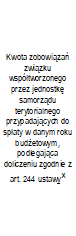 Kwota zobowiązań
związku
współtworzonego
przez jednostkę
samorządu
terytorialnego
przypadających do
spłaty w danym roku
budżetowym,
podlegająca
doliczeniu zgodnie z
art. 244 ustawyx